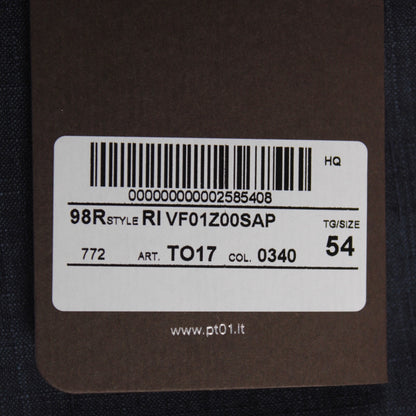 HQ
000000000002585408
98R STYLE RI VF01Z00SAP TG/SIZE
772 ART. TO17 COL. 0340 54
www.pt01.it